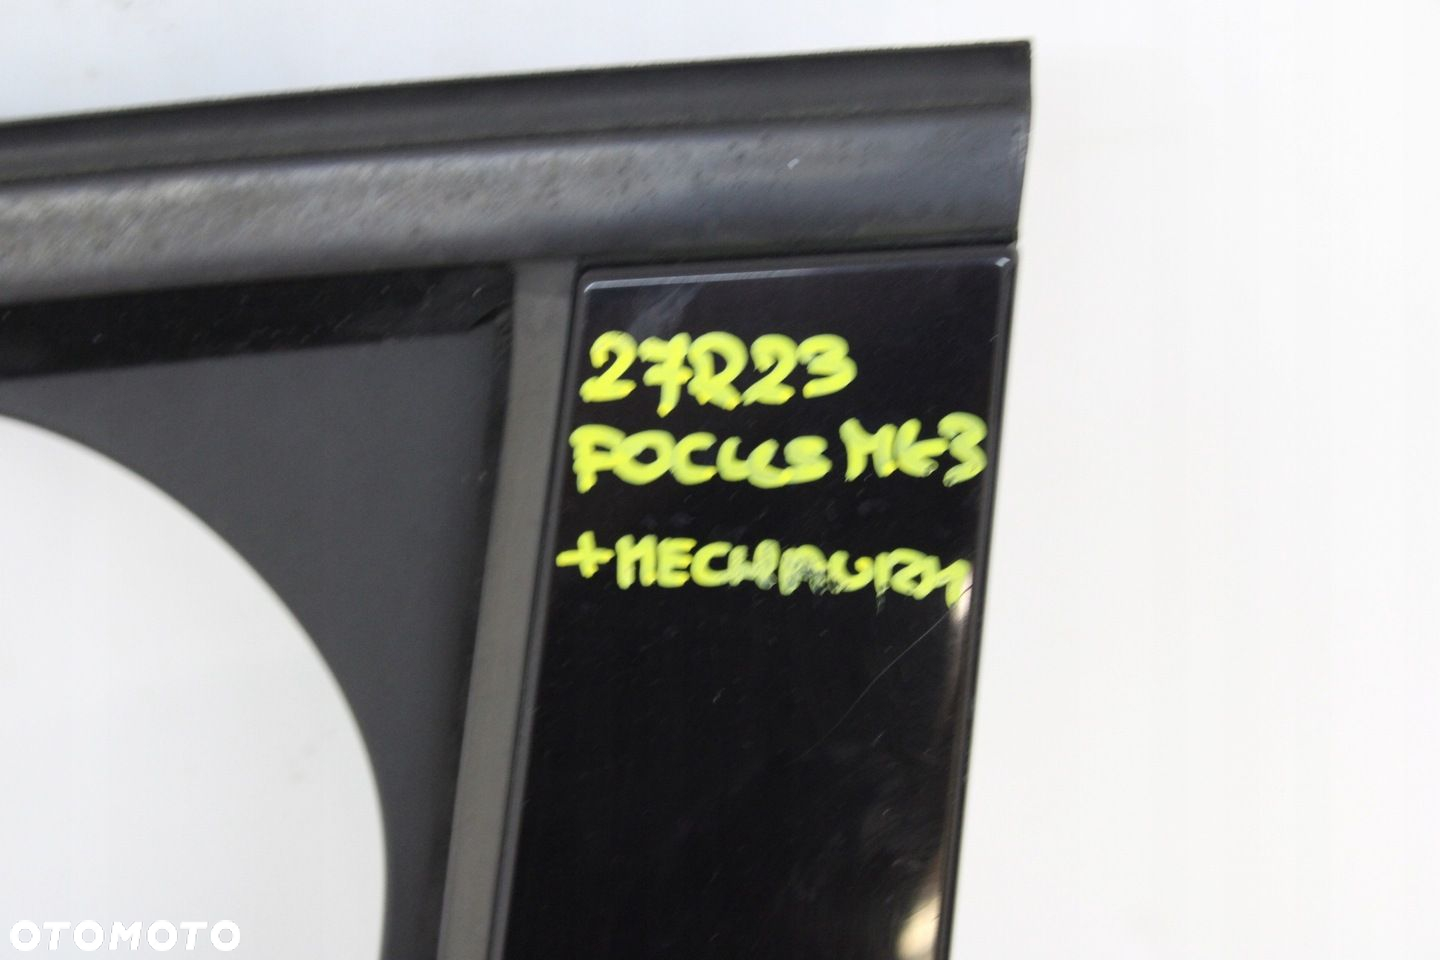 27R23
FOCUS MK3
+MECHANIZM
OTOMOTO